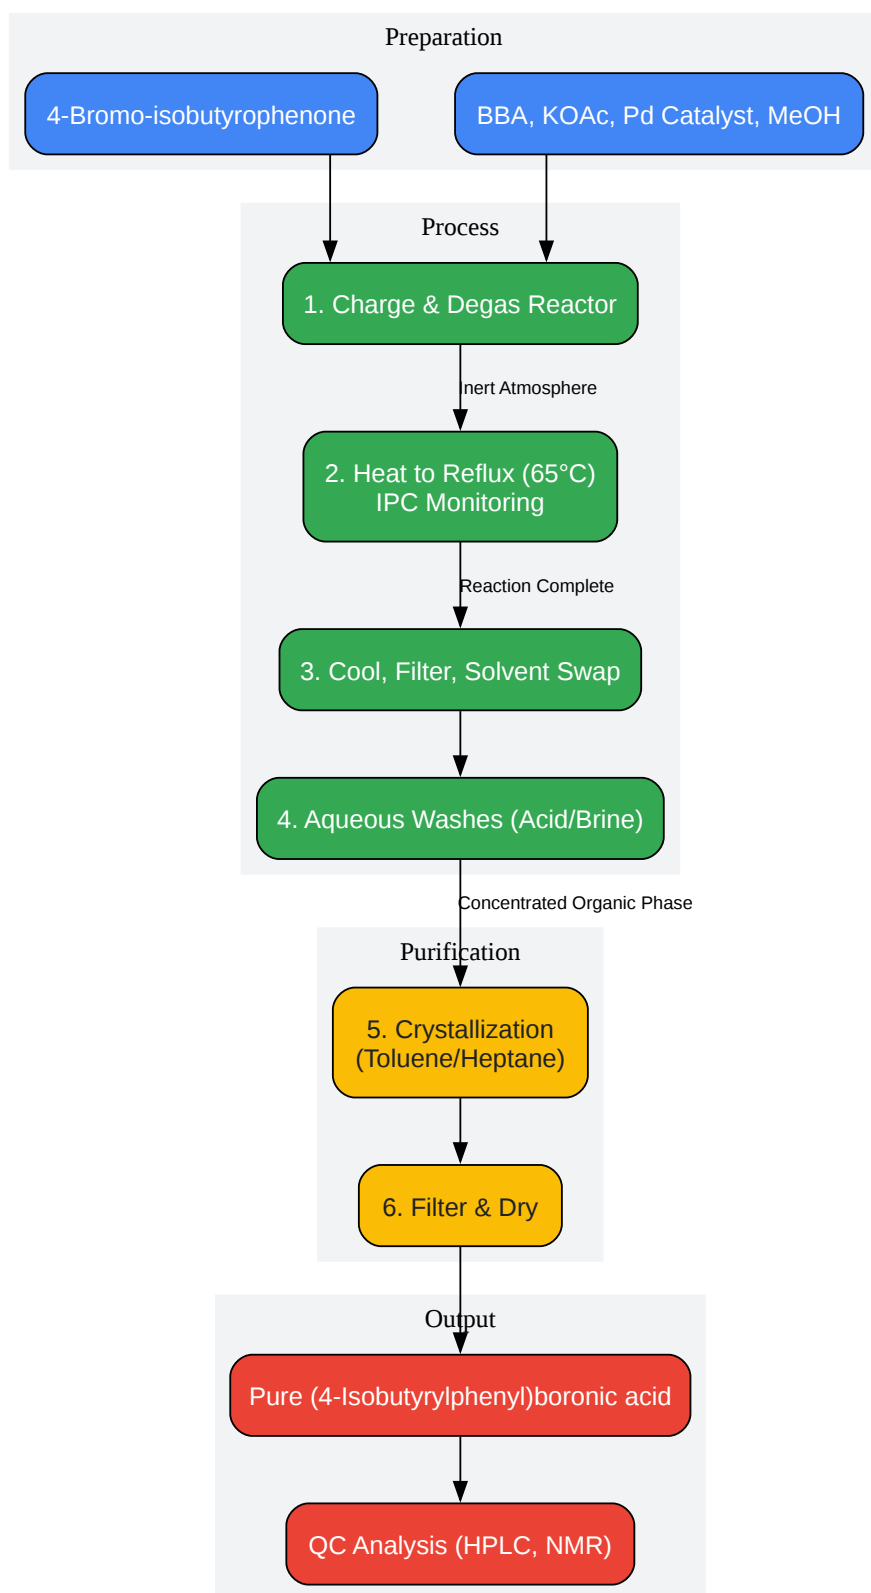 Preparation
4-Bromo-isobutyrophenone
BBA, KOAc, Pd Catalyst, MeOH
Process
1. Charge & Degas Reactor
Inert Atmosphere
2. Heat to Reflux (65°C)
IPC Monitoring
Reaction Complete
3. Cool, Filter, Solvent Swap
4. Aqueous Washes (Acid/Brine)
Concentrated Organic Phase
Purification
5. Crystallization
(Toluene/Heptane)
6. Filter & Dry
Output
Pure (4-Isobutyrylphenyl)boronic acid
QC Analysis (HPLC, NMR)